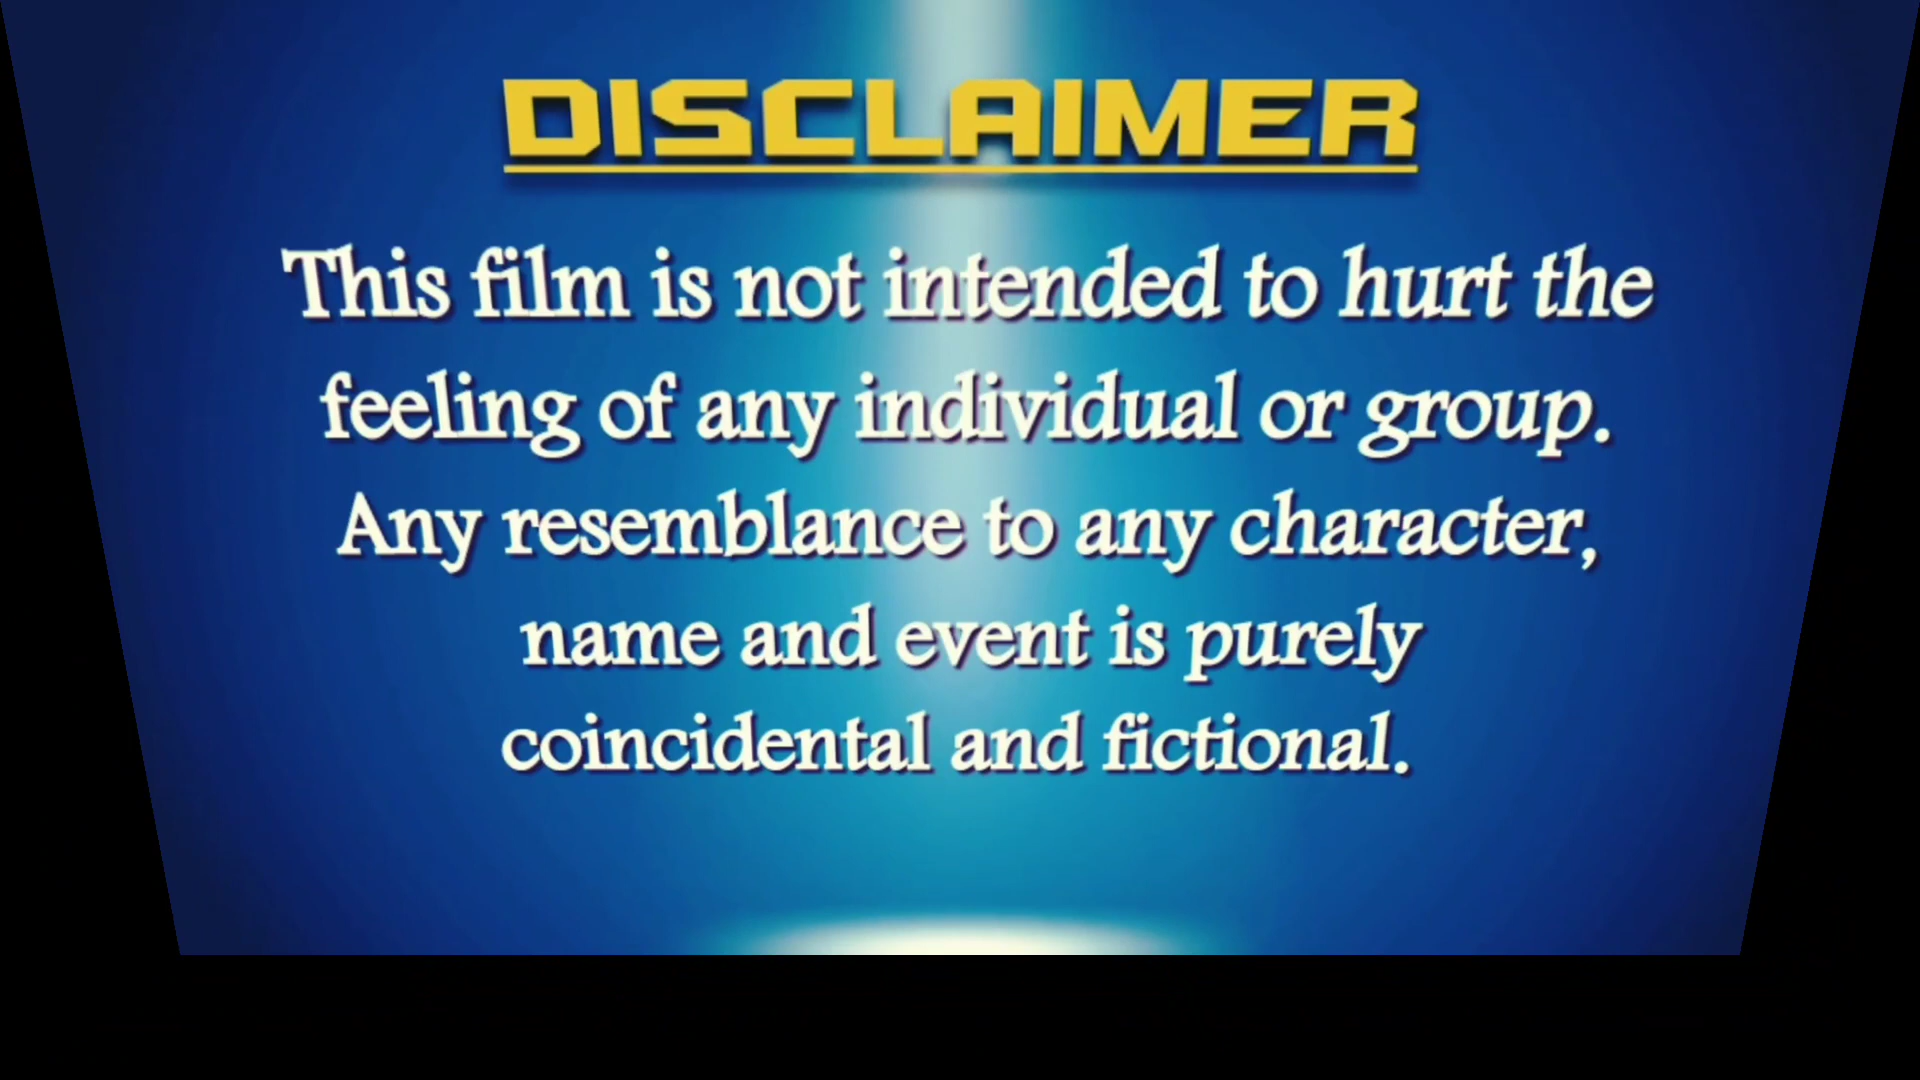 DISCLAIMER
This film is not intended to hurt the
feeling of any individual or group.
Any resemblance to any character,
name and event is purely
coincidental and fictional.